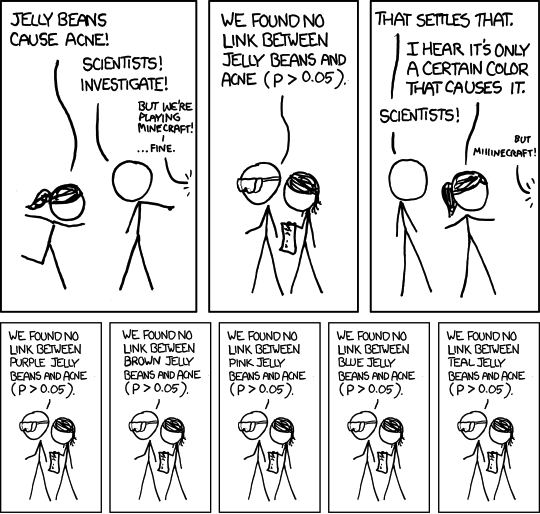 JELLY BEANS
CAUSE ACNE!
SCIENTISTS!
INVESTIGATE!
BUT WE'RE
PLAYING
MINECRAFT!
...FINE.
WE FOUND NO
LINK BETWEEN
JELLY BEANS AND
ACNE (P > 0.05).
THAT SETTLES THAT.
I HEAR IT'S ONLY
A CERTAIN COLOR
THAT CAUSES IT.
SCIENTISTS!
BUT
MIIINECRAFT!
WE FOUND NO
LINK BETWEEN
PURPLE JELLY
BEANS AND ACNE
(P > 0.05).
WE FOUND NO
LINK BETWEEN
BROWN JELLY
BEANS AND ACNE
(P > 0.05).
WE FOUND NO
LINK BETWEEN
PINK JELLY
BEANS AND ACNE
(P > 0.05).
WE FOUND NO
LINK BETWEEN
BLUE JELLY
BEANS AND ACNE
(P > 0.05).
WE FOUND NO
LINK BETWEEN
TEAL JELLY
BEANS AND ACNE
(P > 0.05).